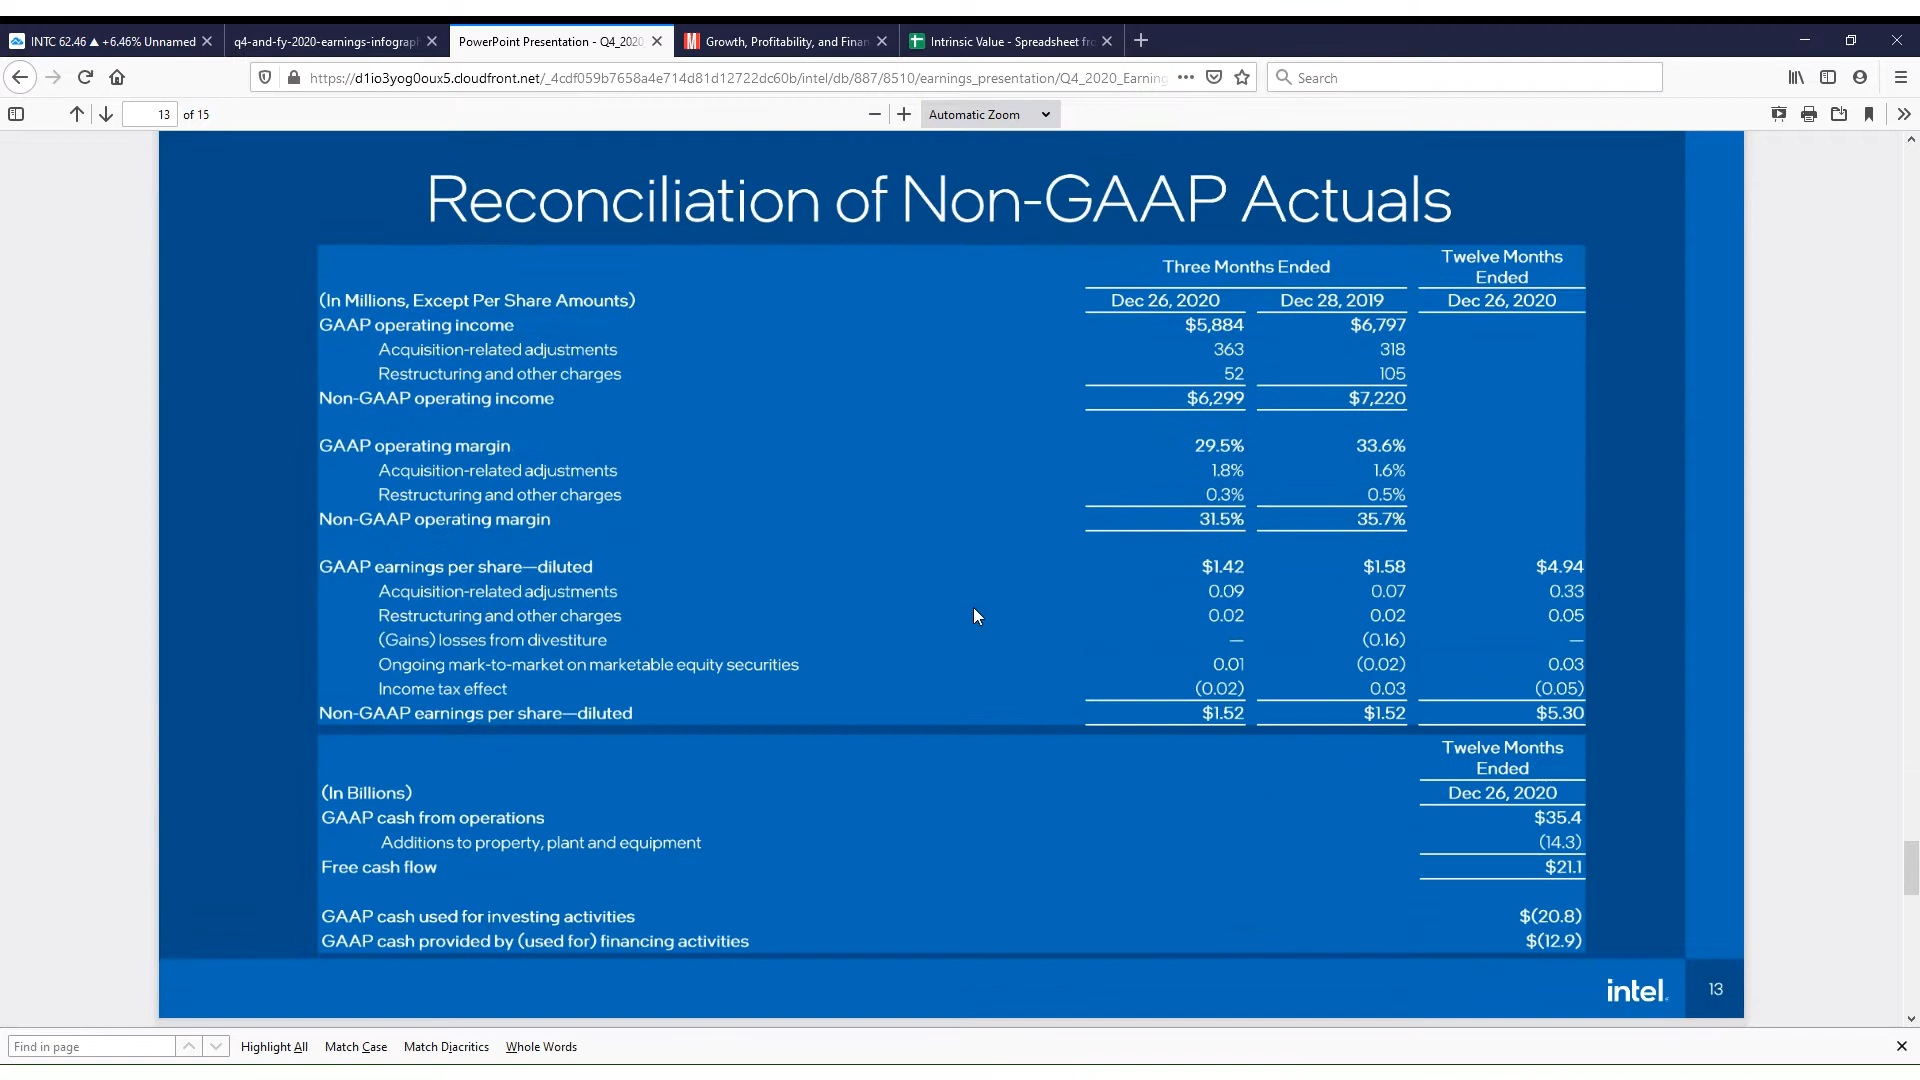 INTC 62.46 ▲ +6.46% Unnamed
q4-and-fy-2020-earnings-infograp
PowerPoint Presentation - Q4_2020
Growth, Profitability, and Finan
Intrinsic Value - Spreadsheet fr
https://d1io3yog0oux5.cloudfront.net/_4cdf059b7658a4e714d81d12722dc60b/intel/db/887/8510/earnings_presentation/Q4_2020_Earning
Search
13 of 15
Automatic Zoom
Reconciliation of Non-GAAP Actuals
Three Months Ended
Twelve Months
Ended
(In Millions, Except Per Share Amounts) Dec 26, 2020 Dec 28, 2019 Dec 26, 2020
GAAP operating income $5,884 $6,797
Acquisition-related adjustments 363 318
Restructuring and other charges 52 105
Non-GAAP operating income $6,299 $7,220
GAAP operating margin 29.5% 33.6%
Acquisition-related adjustments 1.8% 1.6%
Restructuring and other charges 0.3% 0.5%
Non-GAAP operating margin 31.5% 35.7%
GAAP earnings per share—diluted $1.42 $1.58 $4.94
Acquisition-related adjustments 0.09 0.07 0.33
Restructuring and other charges 0.02 0.02 0.05
(Gains) losses from divestiture — (0.16) —
Ongoing mark-to-market on marketable equity securities 0.01 (0.02) 0.03
Income tax effect (0.02) 0.03 (0.05)
Non-GAAP earnings per share—diluted $1.52 $1.52 $5.30
Twelve Months
Ended
(In Billions) Dec 26, 2020
GAAP cash from operations $35.4
Additions to property, plant and equipment (14.3)
Free cash flow $21.1
GAAP cash used for investing activities $(20.8)
GAAP cash provided by (used for) financing activities $(12.9)
intel. 13
Find in page
Highlight All
Match Case
Match Diacritics
Whole Words